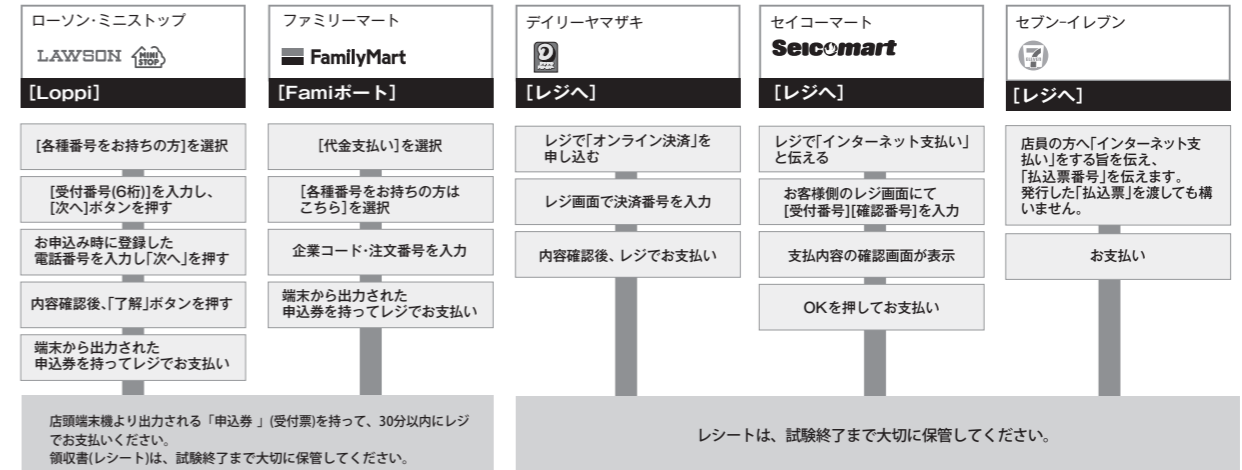 ローソン・ミニストップ
LAWSON MINI STOP
[Loppi]
[各種番号をお持ちの方]を選択
[受付番号(6桁)]を入力し、
[次へ]ボタンを押す
お申込み時に登録した
電話番号を入力し「次へ」を押す
内容確認後、「了解」ボタンを押す
端末から出力された
申込券を持ってレジでお支払い
ファミリーマート
FamilyMart
[Famiポート]
[代金支払い]を選択
[各種番号をお持ちの方は
こちら]を選択
企業コード・注文番号を入力
端末から出力された
申込券を持ってレジでお支払い
店頭端末機より出力される「申込券 」(受付票)を持って、30分以内にレジ
でお支払いください。
領収書(レシート)は、試験終了まで大切に保管してください。
デイリーヤマザキ
[レジへ]
レジで「オンライン決済」を
申し込む
レジ画面で決済番号を入力
内容確認後、レジでお支払い
セイコーマート
Seicomart
[レジへ]
レジで「インターネット支払い」
と伝える
お客様側のレジ画面にて
[受付番号][確認番号]を入力
支払内容の確認画面が表示
OKを押してお支払い
セブン-イレブン
7 ELEVEN
[レジへ]
店員の方へ「インターネット支
払い」をする旨を伝え、
「払込票番号」を伝えます。
発行した「払込票」を渡しても構
いません。
お支払い
レシートは、試験終了まで大切に保管してください。